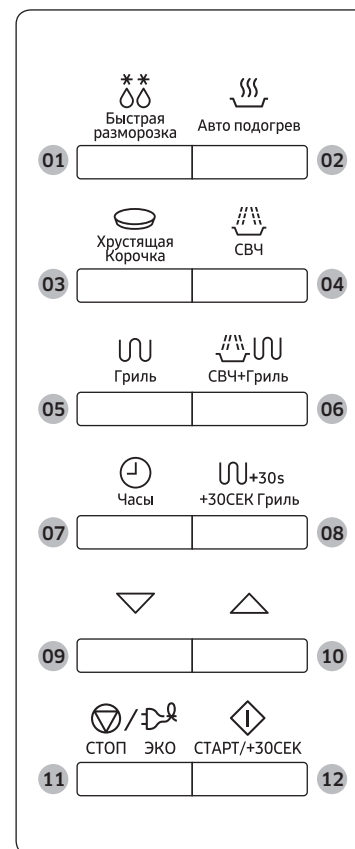 Быстрая
разморозка
Авто подогрев
01
02
Хрустящая
Корочка
СВЧ
03
04
Гриль
СВЧ+Гриль
05
06
+30s
Часы
+30СЕК Гриль
07
08
09
10
СТОП / ЭКО
СТАРТ/+30СЕК
11
12